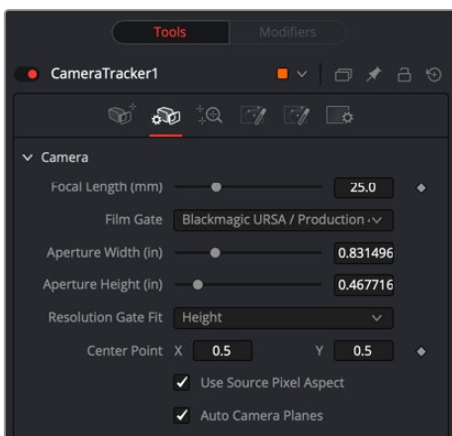 Tools Modifiers
CameraTracker1
Camera
Focal Length (mm) 25.0
Film Gate Blackmagic URSA / Production
Aperture Width (in) 0.831496
Aperture Height (in) 0.467716
Resolution Gate Fit Height
Center Point X 0.5 Y 0.5
Use Source Pixel Aspect
Auto Camera Planes